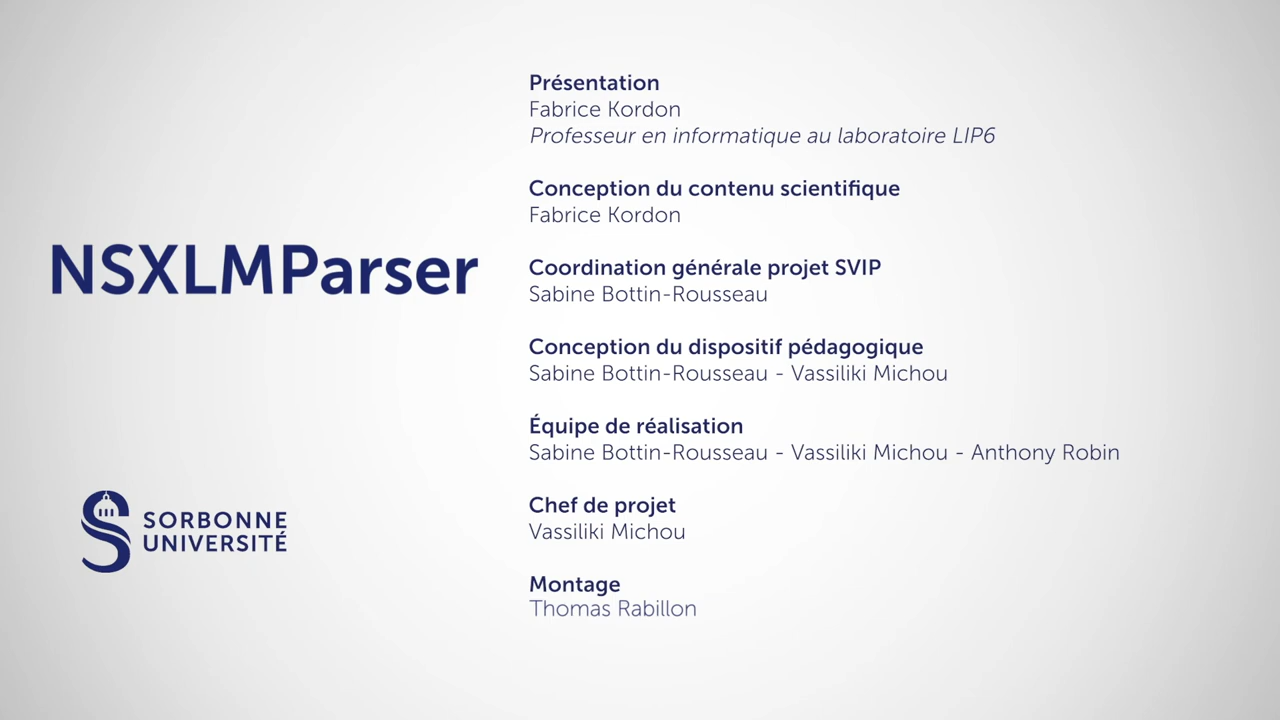 NSXLMParser
SORBONNE
UNIVERSITÉ
Présentation
Fabrice Kordon
Professeur en informatique au laboratoire LIP6
Conception du contenu scientifique
Fabrice Kordon
Coordination générale projet SVIP
Sabine Bottin-Rousseau
Conception du dispositif pédagogique
Sabine Bottin-Rousseau - Vassiliki Michou
Équipe de réalisation
Sabine Bottin-Rousseau - Vassiliki Michou - Anthony Robin
Chef de projet
Vassiliki Michou
Montage
Thomas Rabillon